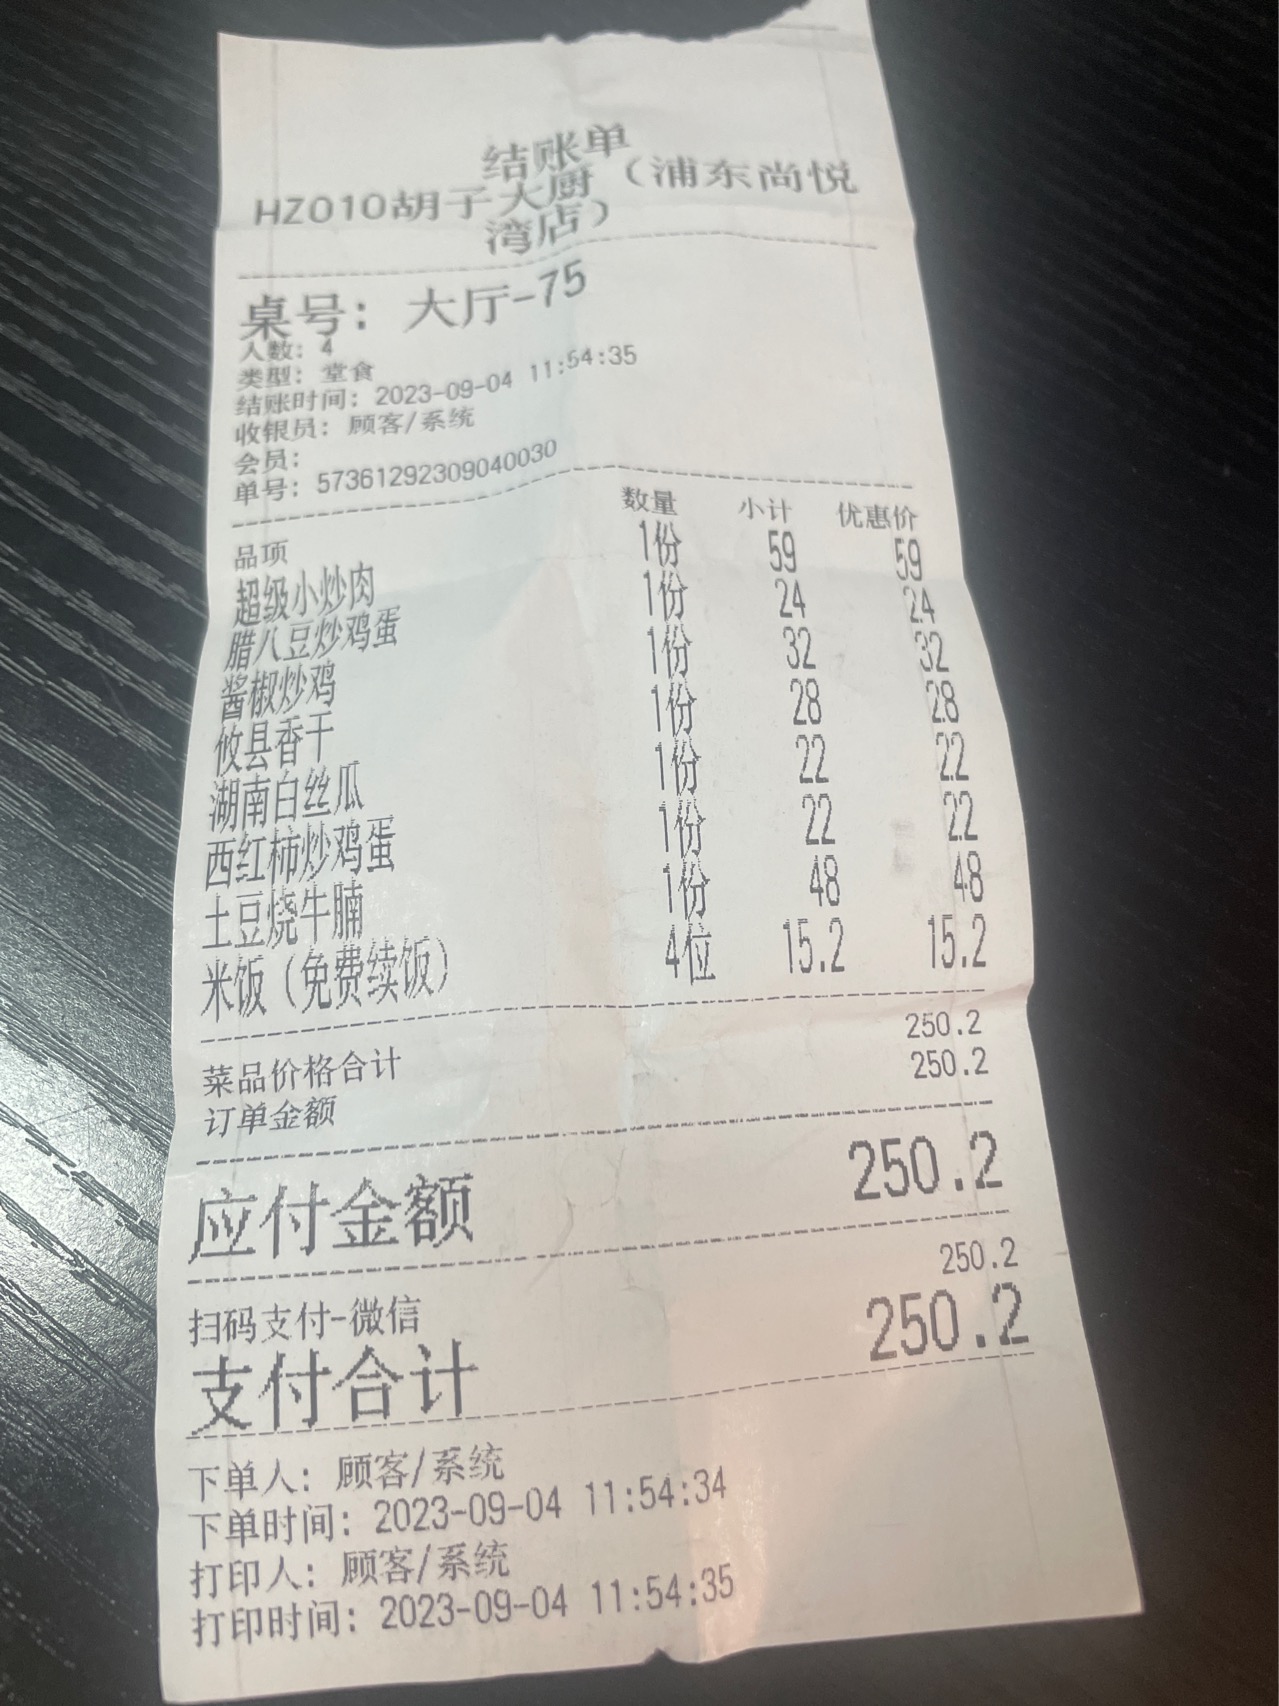 结账单
HZ010胡子大厨（浦东尚悦
湾店）
桌号：大厅-75
人数：4
类型：堂食
结账时间：2023-09-04 11:54:35
收银员：顾客/系统
会员：
单号：573612922309040030
品项 数量 小计 优惠价
超级小炒肉 1份 59 59
腊八豆炒鸡蛋 1份 24 24
酱椒炒鸡 1份 32 32
攸县香干 1份 28 28
湖南白丝瓜 1份 22 22
西红柿炒鸡蛋 1份 22 22
土豆烧牛腩 1份 48 48
米饭（免费续饭） 4位 15.2 15.2
菜品价格合计 250.2
订单金额 250.2
应付金额 250.2
扫码支付-微信 250.2
支付合计 250.2
下单人：顾客/系统
下单时间：2023-09-04 11:54:34
打印人：顾客/系统
打印时间：2023-09-04 11:54:35